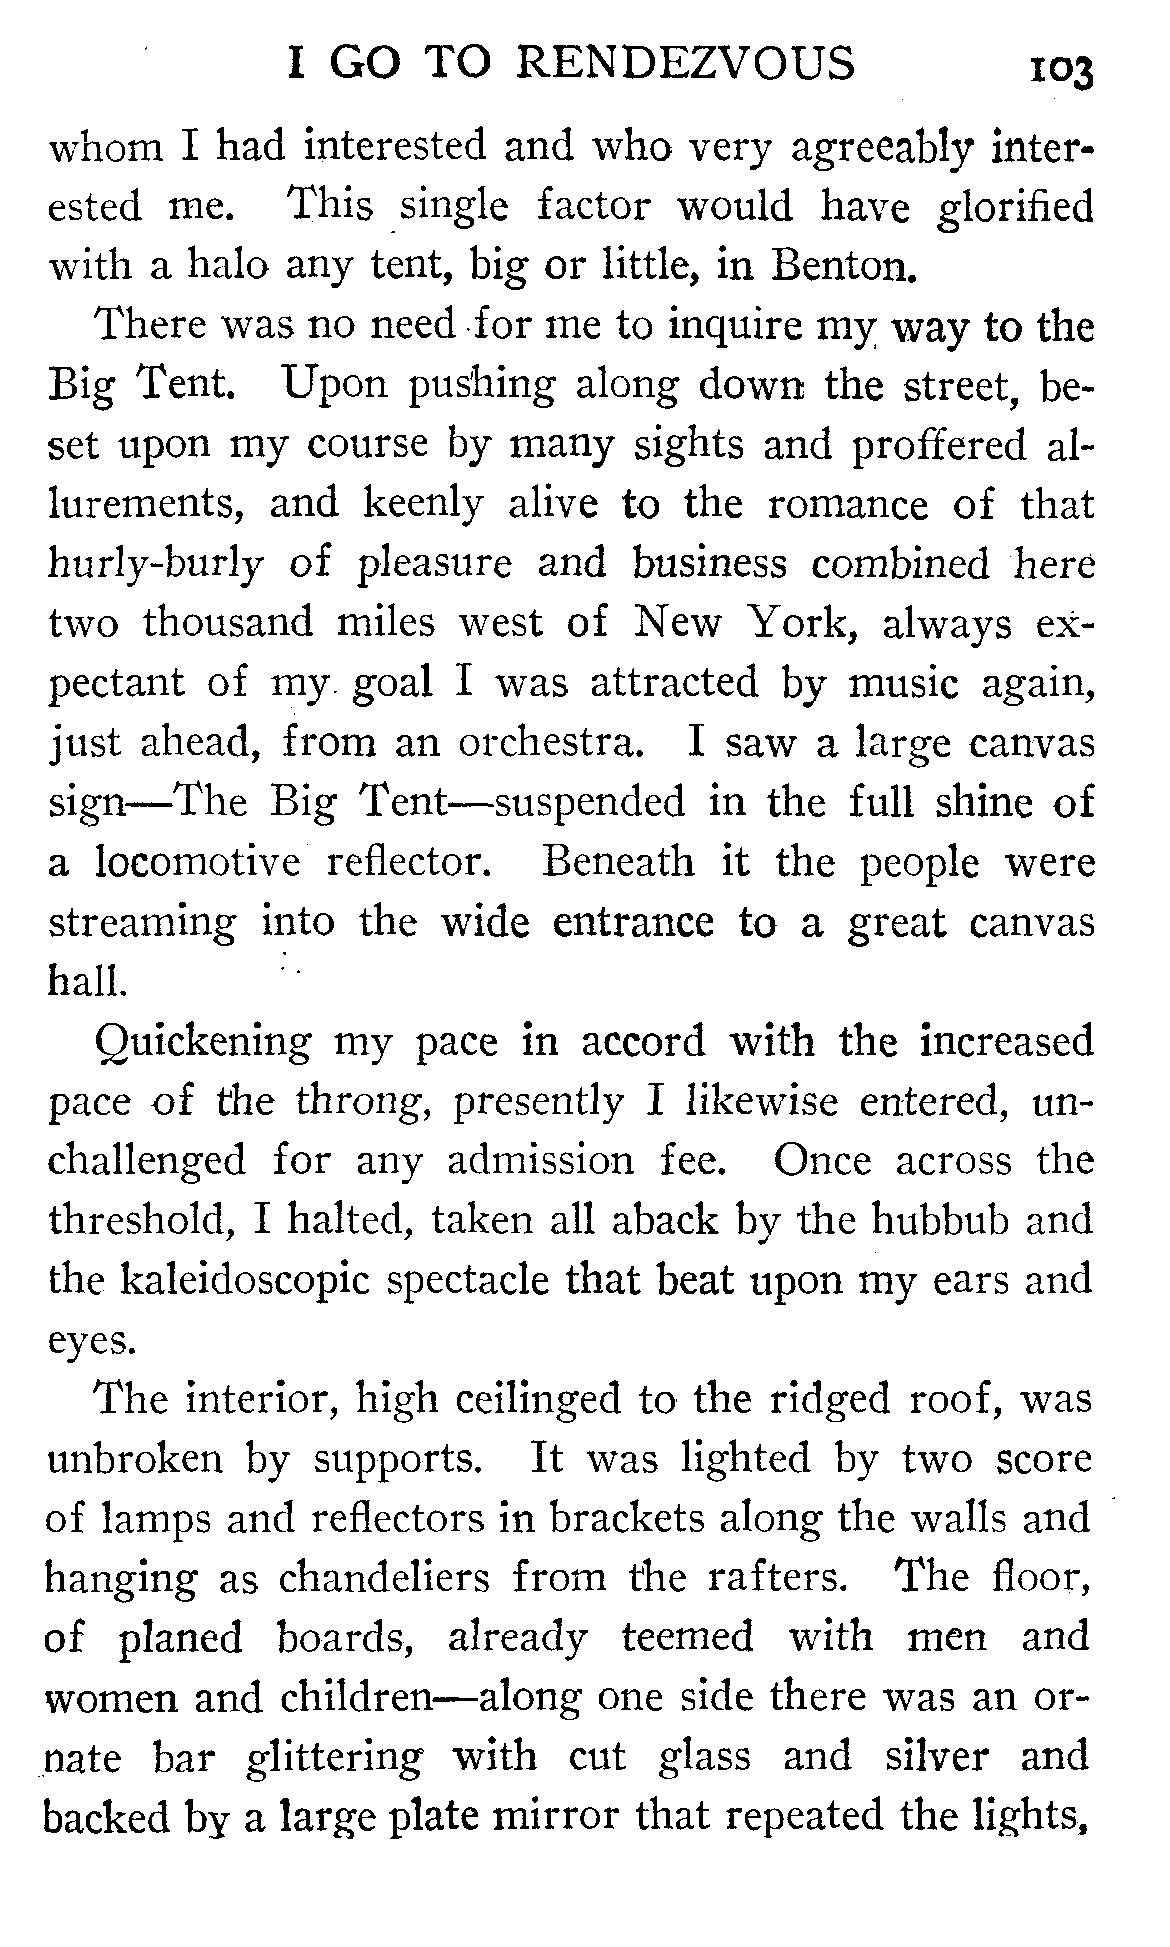 I GO TO RENDEZVOUS 103
whom I had interested and who very agreeably inter-
ested me. This single factor would have glorified
with a halo any tent, big or little, in Benton.
There was no need for me to inquire my way to the
Big Tent. Upon pushing along down the street, be-
set upon my course by many sights and proffered al-
lurements, and keenly alive to the romance of that
hurly-burly of pleasure and business combined here
two thousand miles west of New York, always ex-
pectant of my goal I was attracted by music again,
just ahead, from an orchestra. I saw a large canvas
sign—The Big Tent—suspended in the full shine of
a locomotive reflector. Beneath it the people were
streaming into the wide entrance to a great canvas
hall.
Quickening my pace in accord with the increased
pace of the throng, presently I likewise entered, un-
challenged for any admission fee. Once across the
threshold, I halted, taken all aback by the hubbub and
the kaleidoscopic spectacle that beat upon my ears and
eyes.
The interior, high ceilinged to the ridged roof, was
unbroken by supports. It was lighted by two score
of lamps and reflectors in brackets along the walls and
hanging as chandeliers from the rafters. The floor,
of planed boards, already teemed with men and
women and children—along one side there was an or-
nate bar glittering with cut glass and silver and
backed by a large plate mirror that repeated the lights,